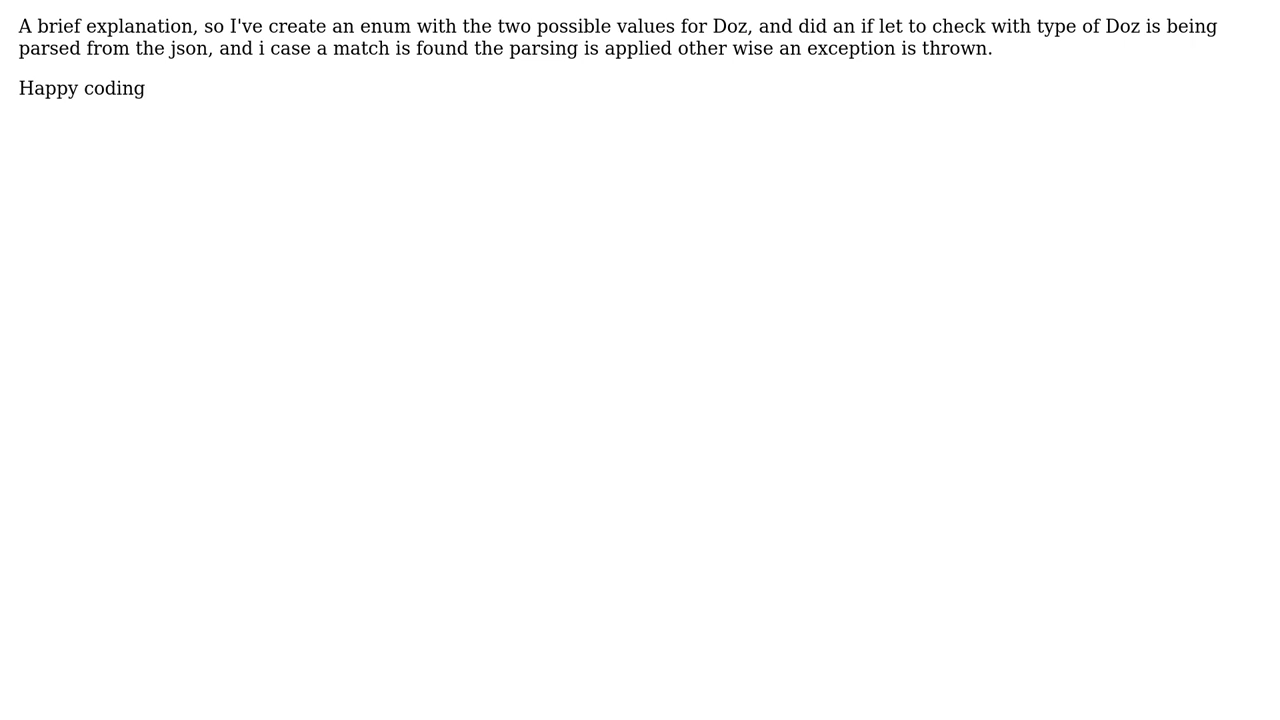 A brief explanation, so I've create an enum with the two possible values for Doz, and did an if let to check with type of Doz is being
parsed from the json, and i case a match is found the parsing is applied other wise an exception is thrown.
Happy coding